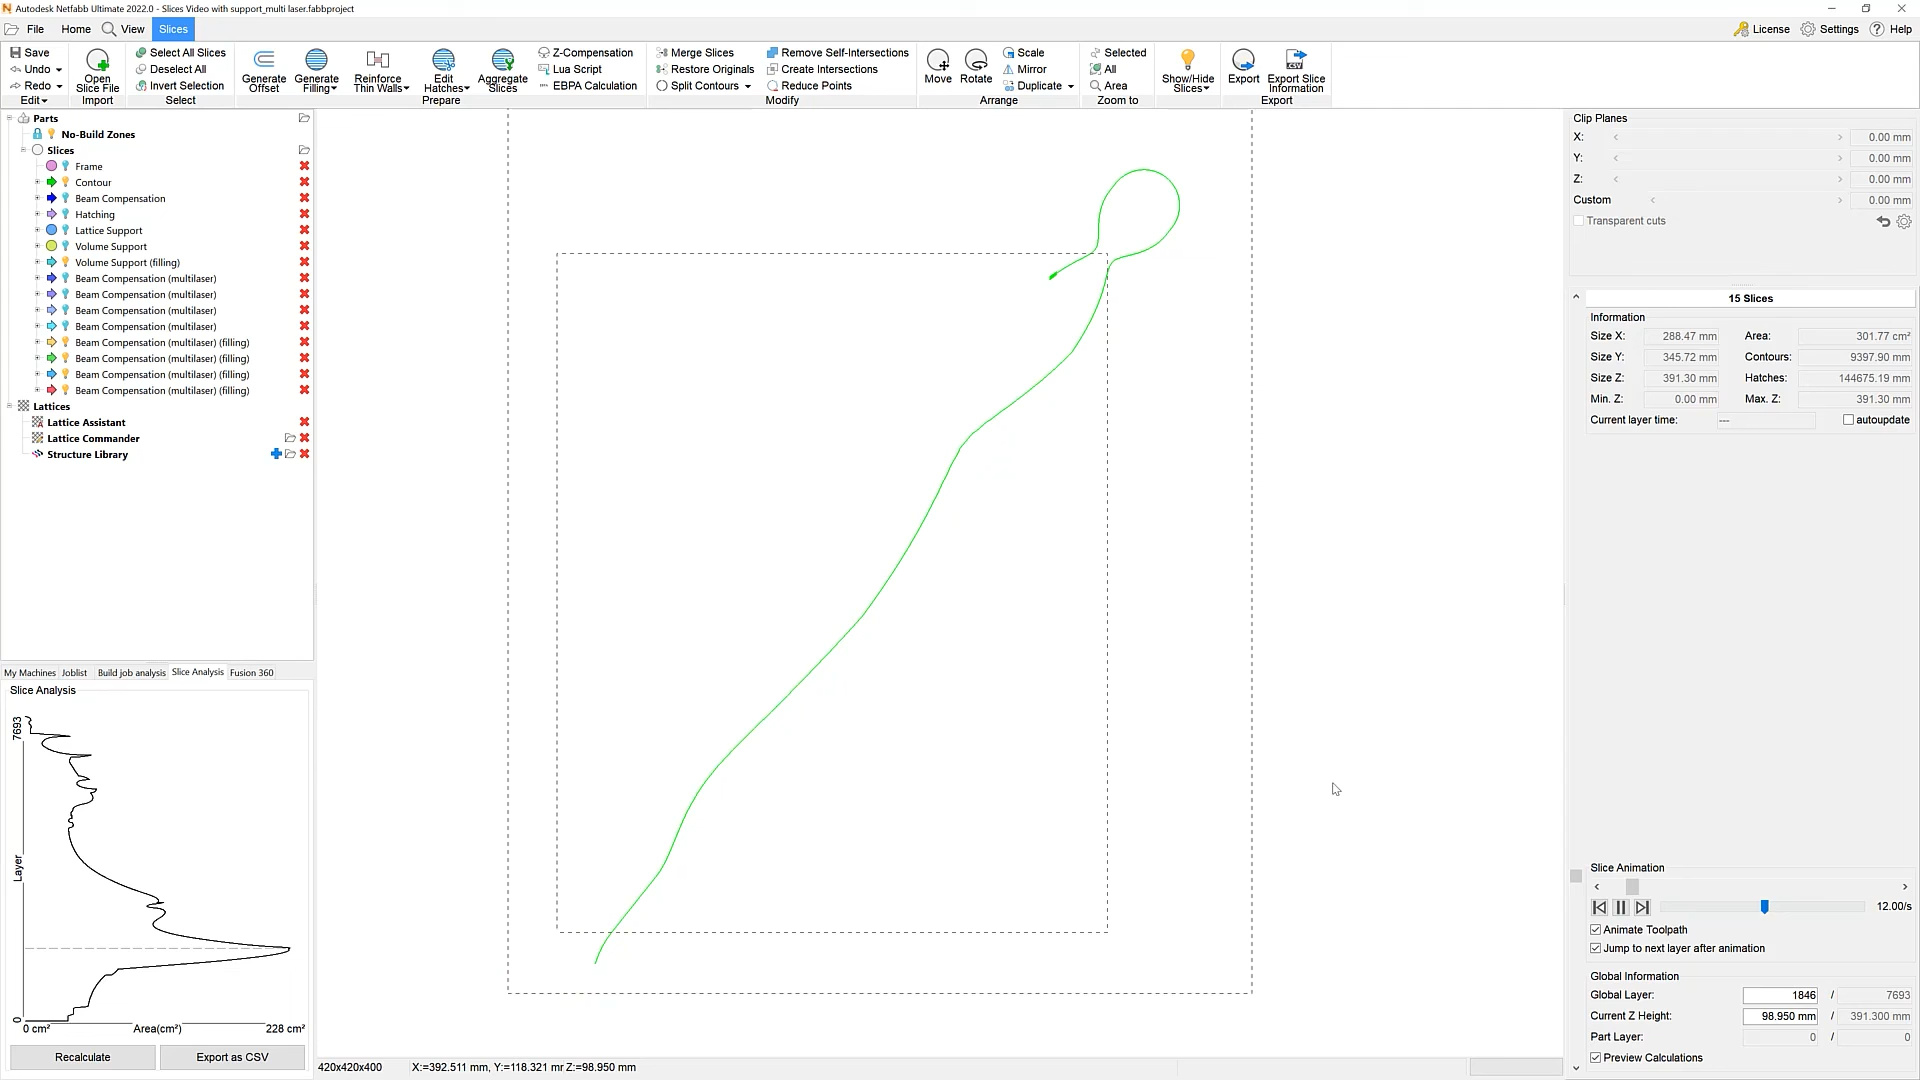 Autodesk Netfabb Ultimate 2022.0 - Slices Video with support_multi laser.fabbproject
File Home View Slices License Settings Help
Save Select All Slices Z-Compensation Merge Slices Remove Self-Intersections Scale Selected
Undo Deselect All Lua Script Restore Originals Create Intersections Mirror All
Redo Invert Selection EBPA Calculation Split Contours Reduce Points Duplicate Area
Open Slice File Generate Offset Generate Filling Reinforce Thin Walls Edit Hatches Aggregate Slices Move Rotate Show/Hide Slices Export Export Slice Information
CSV
Edit Import Select Prepare Modify Arrange Zoom to Export
Parts
No-Build Zones
Slices
Frame
Contour
Beam Compensation
Hatching
Lattice Support
Volume Support
Volume Support (filling)
Beam Compensation (multilaser)
Beam Compensation (multilaser)
Beam Compensation (multilaser)
Beam Compensation (multilaser)
Beam Compensation (multilaser) (filling)
Beam Compensation (multilaser) (filling)
Beam Compensation (multilaser) (filling)
Beam Compensation (multilaser) (filling)
Lattices
Lattice Assistant
Lattice Commander
Structure Library
My Machines Joblist Build job analysis Slice Analysis Fusion 360
Slice Analysis
7693
Layer
0
0 cm² Area(cm²) 228 cm²
Recalculate Export as CSV
420x420x400 X:=392.511 mm, Y:=118.321 mr Z:=98.950 mm
Clip Planes
X: 0.00 mm
Y: 0.00 mm
Z: 0.00 mm
Custom 0.00 mm
Transparent cuts
15 Slices
Information
Size X: 288.47 mm Area: 301.77 cm²
Size Y: 345.72 mm Contours: 9397.90 mm
Size Z: 391.30 mm Hatches: 144675.19 mm
Min. Z: 0.00 mm Max. Z: 391.30 mm
Current layer time: --- autoupdate
Slice Animation
12.00/s
Animate Toolpath
Jump to next layer after animation
Global Information
Global Layer: 1846 / 7693
Current Z Height: 98.950 mm / 391.300 mm
Part Layer: 0 / 0
Preview Calculations